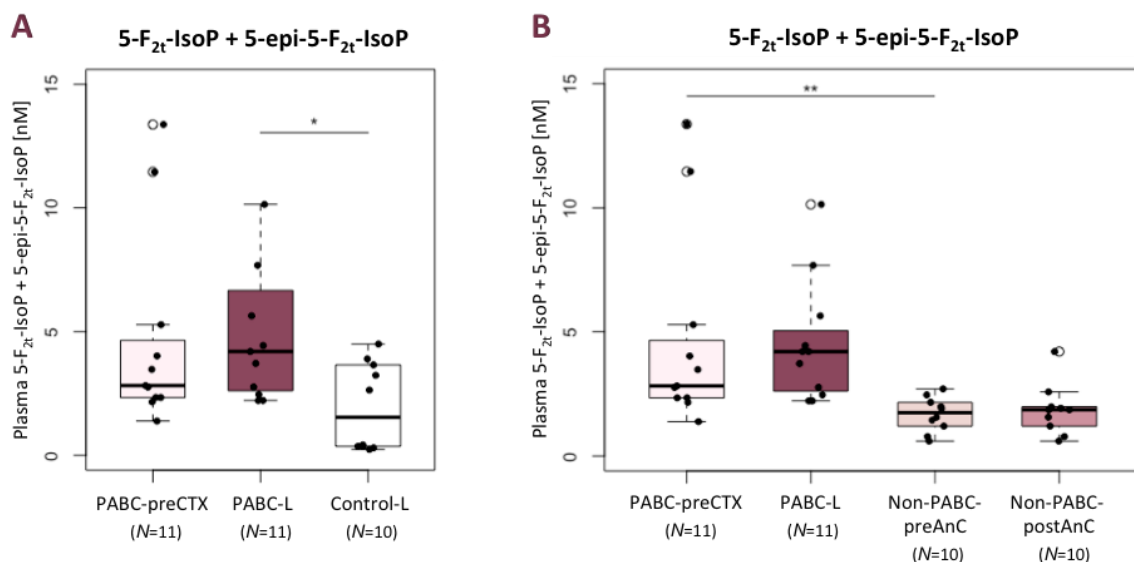 A
5-F2t-IsoP + 5-epi-5-F2t-IsoP
Plasma 5-F2t-IsoP + 5-epi-5-F2t-IsoP [nM]
15
10
5
0
*
PABC-preCTX
(N=11)
PABC-L
(N=11)
Control-L
(N=10)
B
5-F2t-IsoP + 5-epi-5-F2t-IsoP
Plasma 5-F2t-IsoP + 5-epi-5-F2t-IsoP [nM]
15
10
5
0
**
PABC-preCTX
(N=11)
PABC-L
(N=11)
Non-PABC-
preAnC
(N=10)
Non-PABC-
postAnC
(N=10)